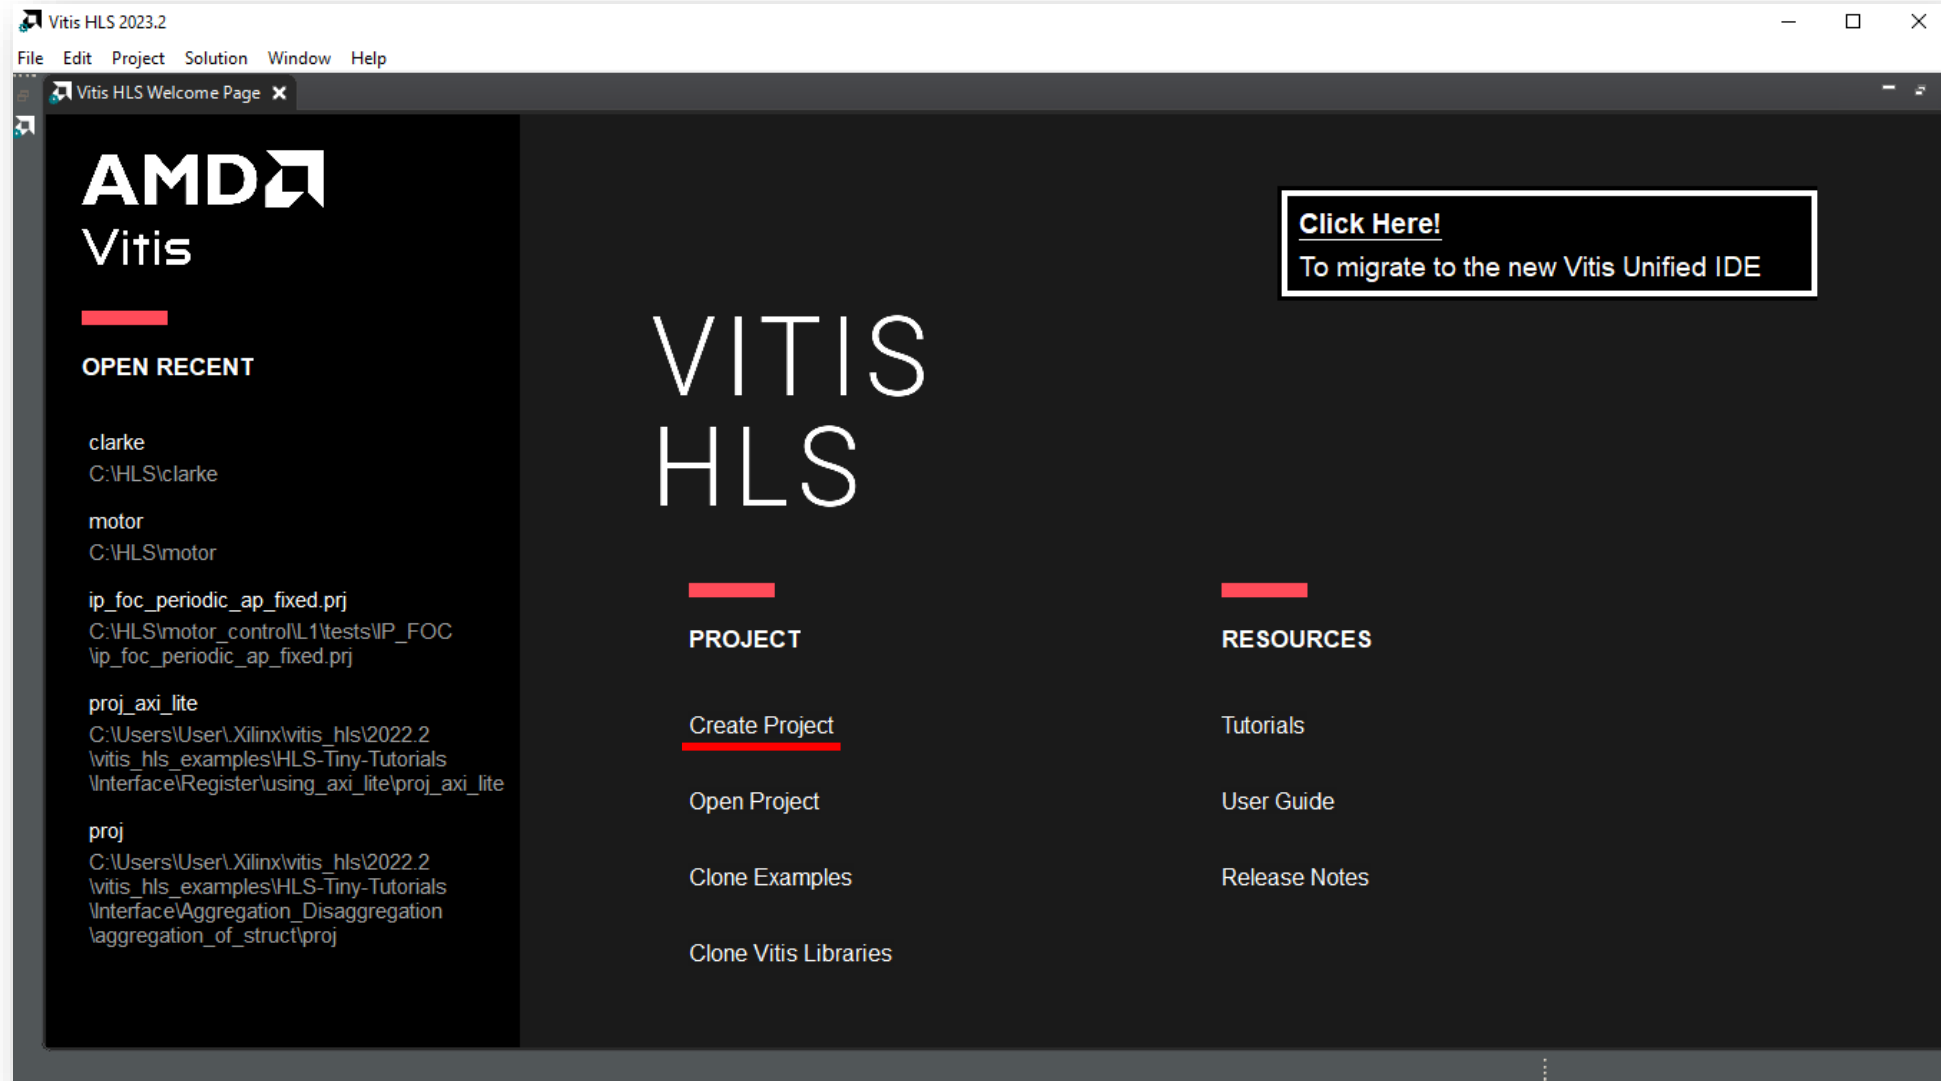 Vitis HLS 2023.2
File Edit Project Solution Window Help
Vitis HLS Welcome Page
AMD
Vitis
OPEN RECENT
clarke
C:\HLS\clarke
motor
C:\HLS\motor
ip_foc_periodic_ap_fixed.prj
C:\HLS\motor_control\L1\tests\IP_FOC
\ip_foc_periodic_ap_fixed.prj
proj_axi_lite
C:\Users\User\.Xilinx\vitis_hls\2022.2
\vitis_hls_examples\HLS-Tiny-Tutorials
\Interface\Register\using_axi_lite\proj_axi_lite
proj
C:\Users\User\.Xilinx\vitis_hls\2022.2
\vitis_hls_examples\HLS-Tiny-Tutorials
\Interface\Aggregation_Disaggregation
\aggregation_of_struct\proj
Click Here!
To migrate to the new Vitis Unified IDE
VITIS
HLS
PROJECT
Create Project
Open Project
Clone Examples
Clone Vitis Libraries
RESOURCES
Tutorials
User Guide
Release Notes